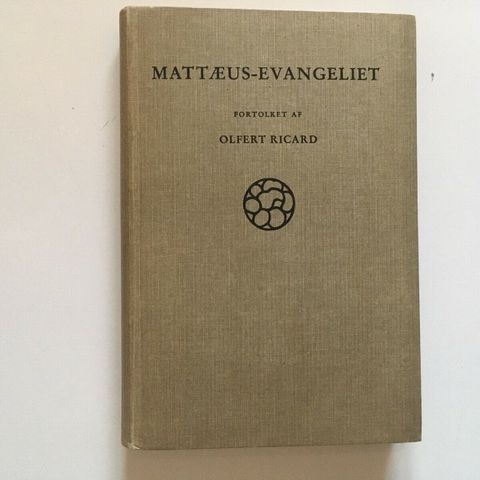 MATTÆUS-EVANGELIET
FORTOLKET AF
OLFERT RICARD